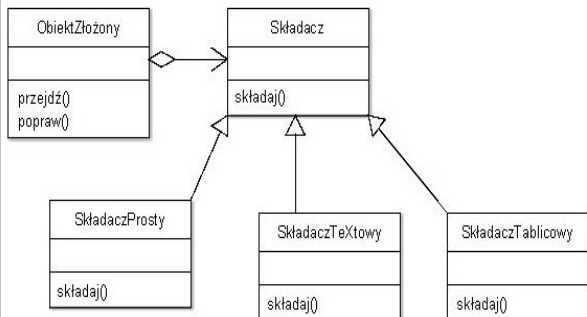 ObiektZłożony
przejdź()
popraw()
Składacz
składaj()
SkładaczProsty
składaj()
SkładaczTeXtowy
składaj()
SkładaczTablicowy
składaj()